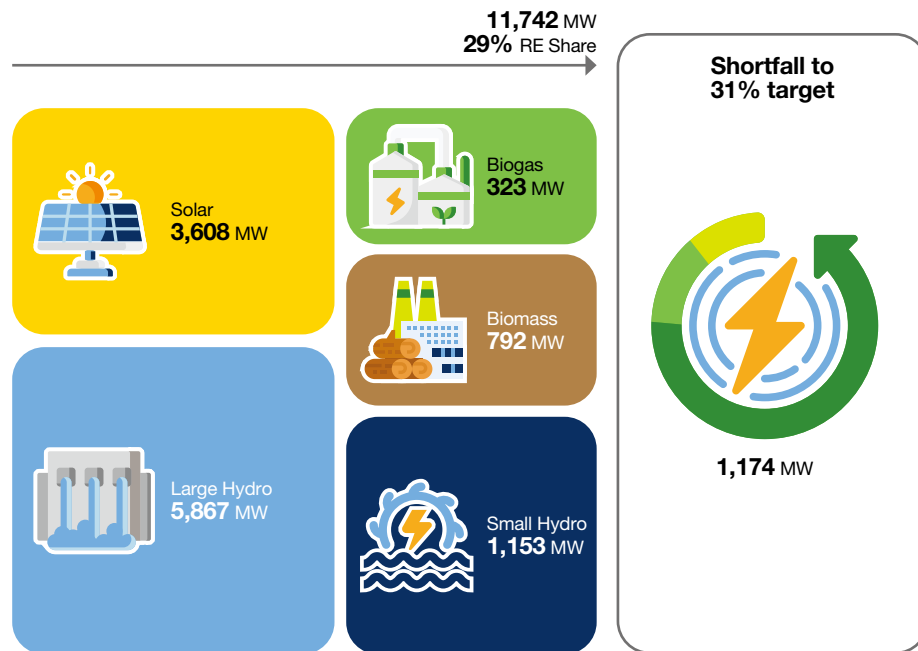 11,742 MW
29% RE Share
Shortfall to
31% target
Solar
3,608 MW
Biogas
323 MW
Biomass
792 MW
Large Hydro
5,867 MW
Small Hydro
1,153 MW
1,174 MW